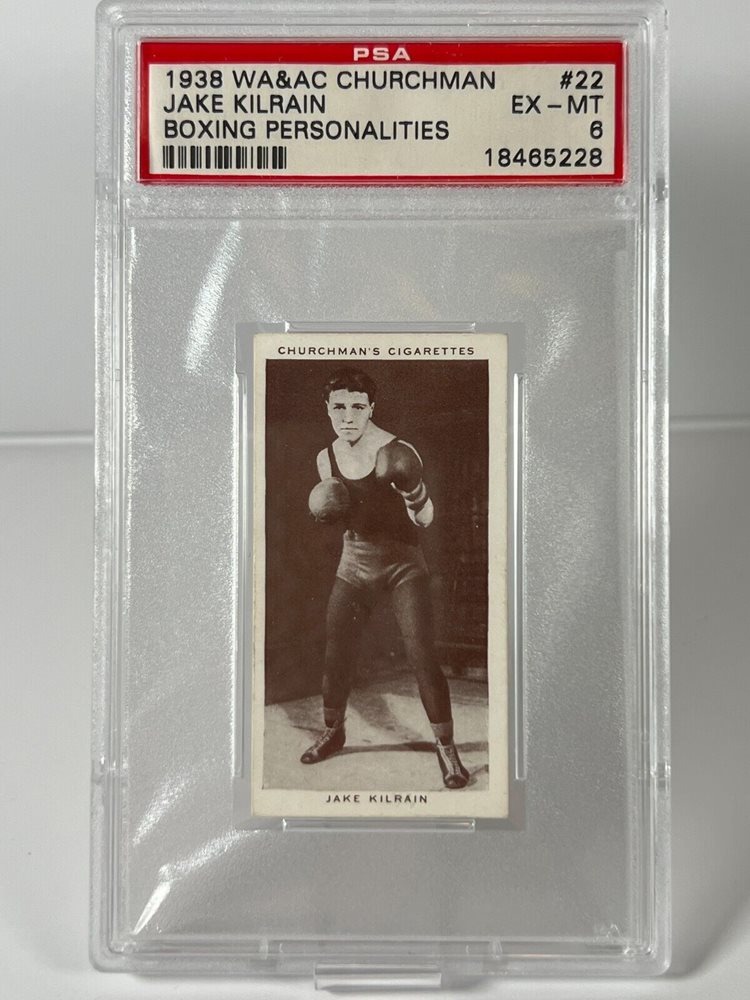 PSA
1938 WA&AC CHURCHMAN #22
JAKE KILRAIN EX - MT
BOXING PERSONALITIES 6
18465228
CHURCHMAN'S CIGARETTES
JAKE KILRAIN